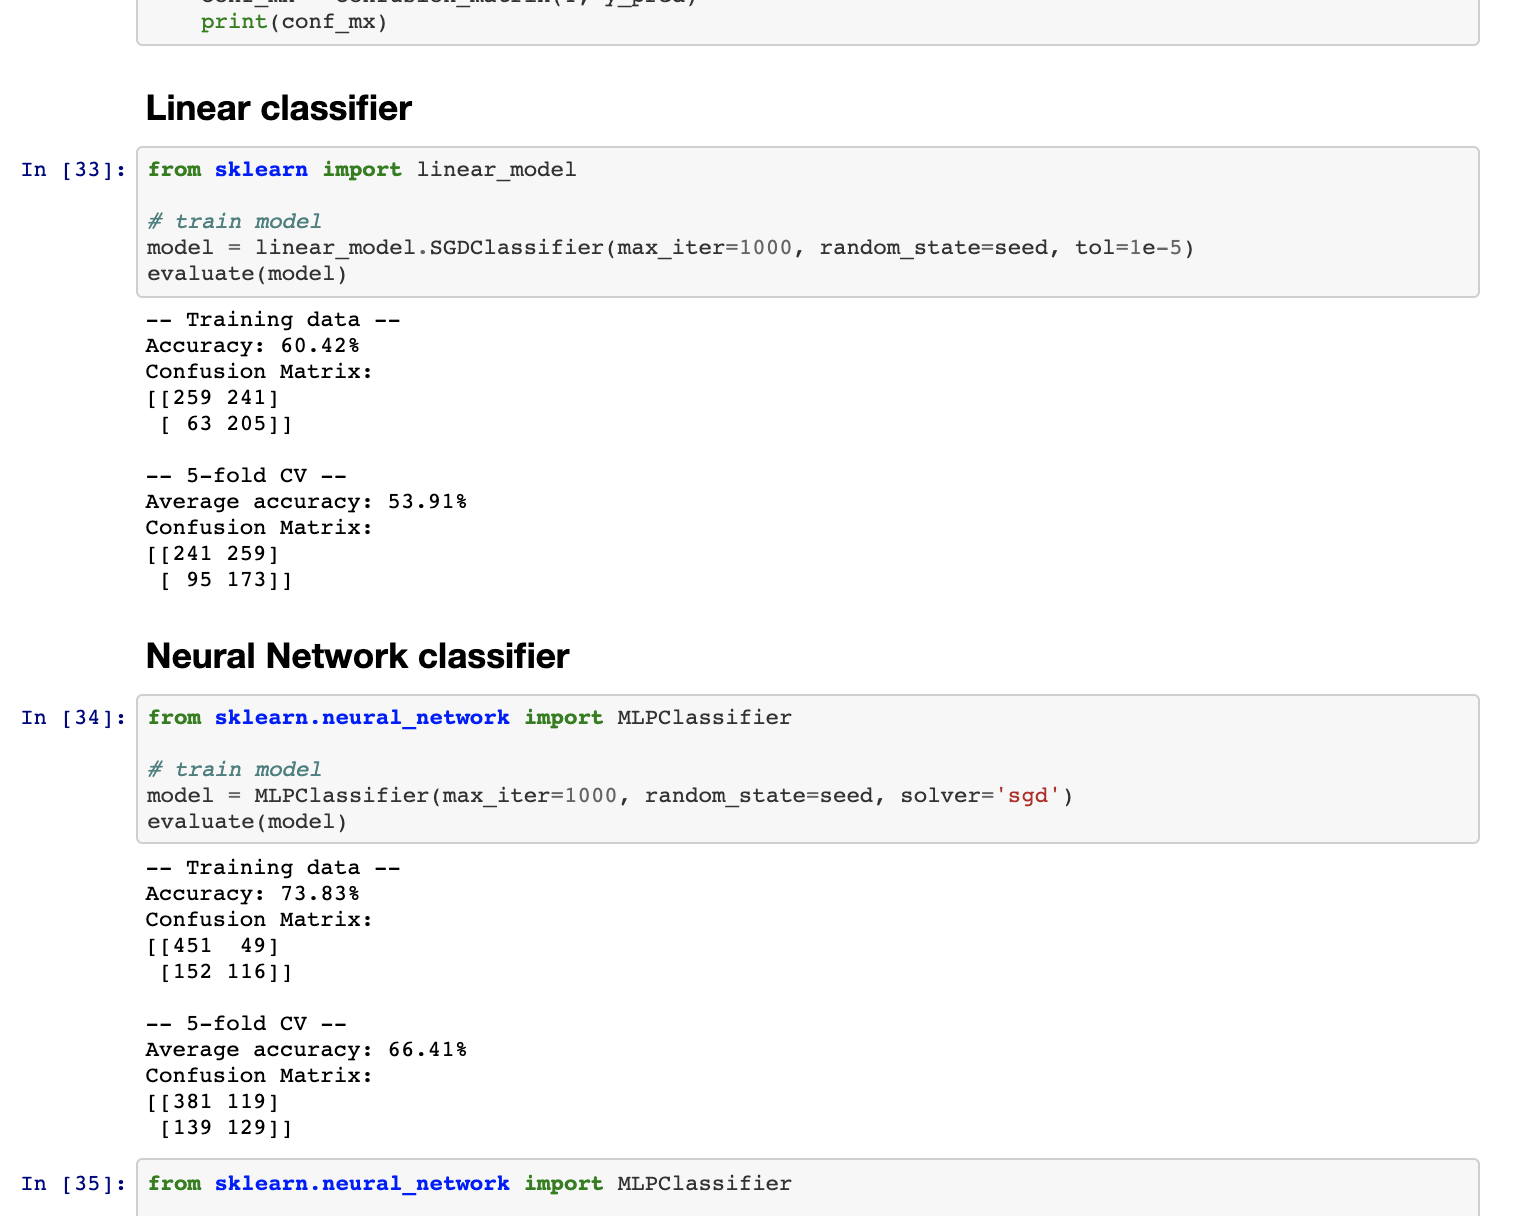 print(conf_mx)
Linear classifier
In [33]:
from sklearn import linear_model
# train model
model = linear_model.SGDClassifier(max_iter=1000, random_state=seed, tol=1e-5)
evaluate(model)
-- Training data --
Accuracy: 60.42%
Confusion Matrix:
[[259 241]
 [ 63 205]]
-- 5-fold CV --
Average accuracy: 53.91%
Confusion Matrix:
[[241 259]
 [ 95 173]]
Neural Network classifier
In [34]:
from sklearn.neural_network import MLPClassifier
# train model
model = MLPClassifier(max_iter=1000, random_state=seed, solver='sgd')
evaluate(model)
-- Training data --
Accuracy: 73.83%
Confusion Matrix:
[[451  49]
 [152 116]]
-- 5-fold CV --
Average accuracy: 66.41%
Confusion Matrix:
[[381 119]
 [139 129]]
In [35]:
from sklearn.neural_network import MLPClassifier